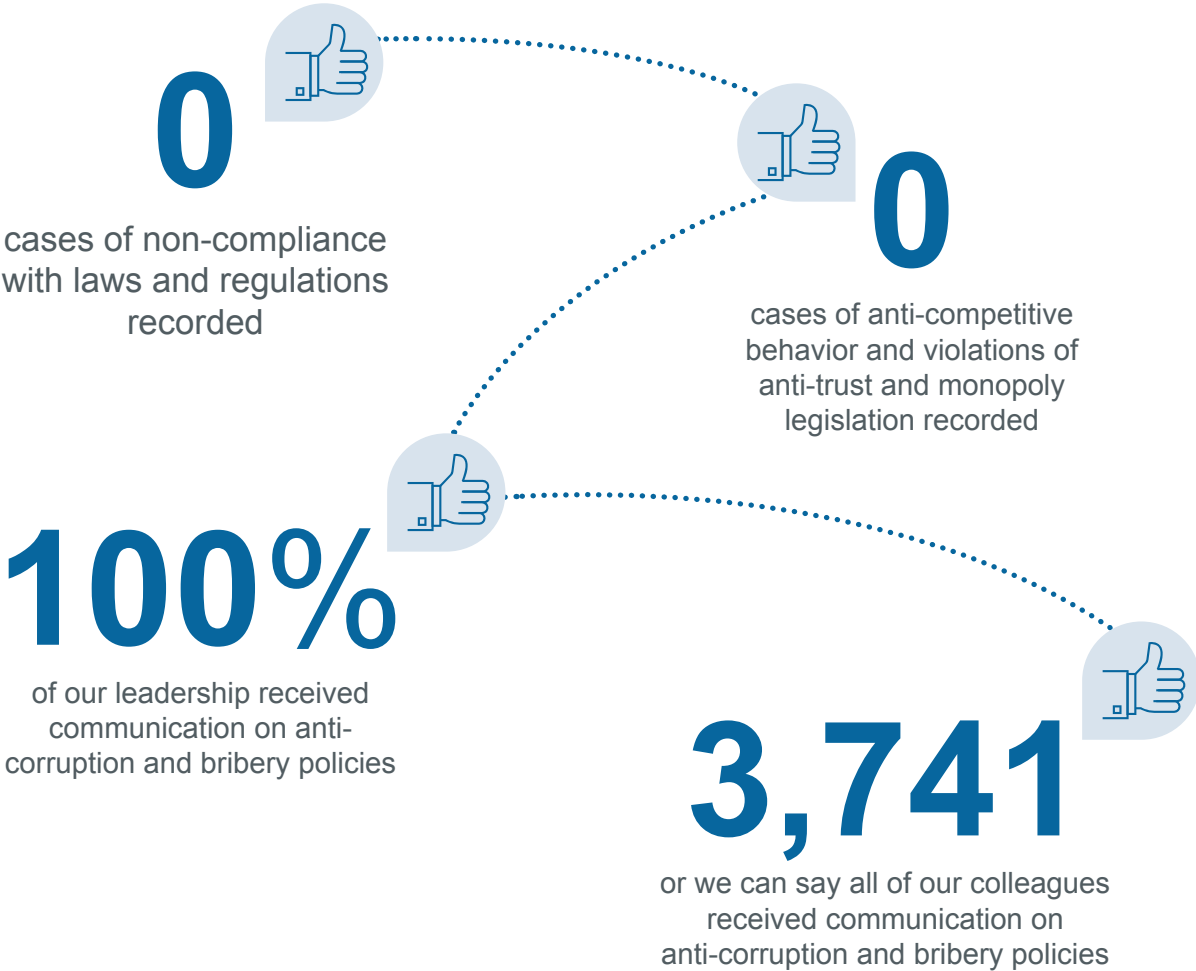 0
cases of non-compliance
with laws and regulations
recorded
0
cases of anti-competitive
behavior and violations of
anti-trust and monopoly
legislation recorded
100%
of our leadership received
communication on anti-
corruption and bribery policies
3,741
or we can say all of our colleagues
received communication on
anti-corruption and bribery policies